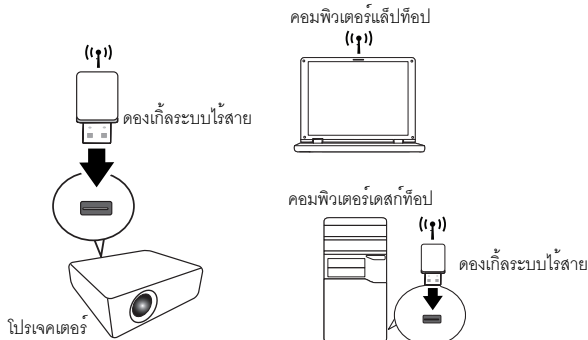 คอมพิวเตอร์แล็ปท็อป
ดองเกิ้ลระบบไร้สาย
คอมพิวเตอร์เดสก์ท็อป
ดองเกิ้ลระบบไร้สาย
โปรเจคเตอร์